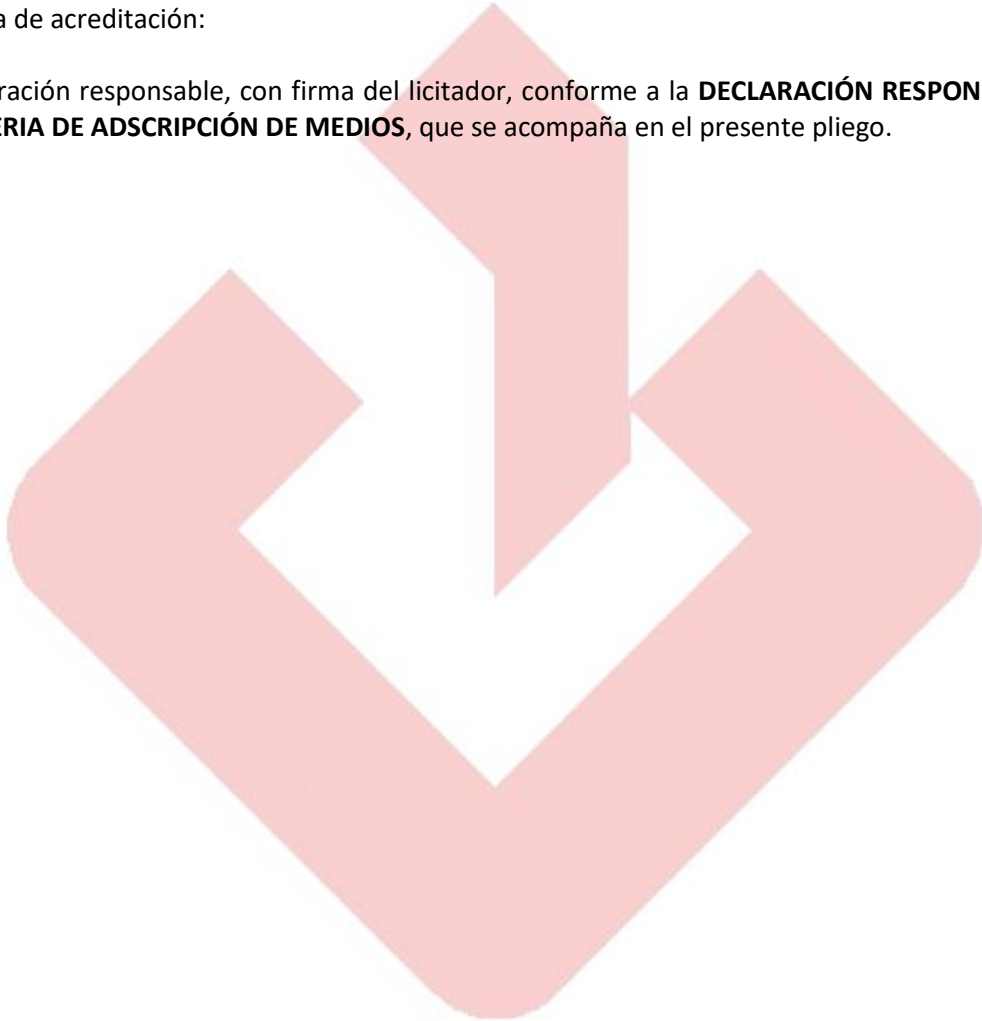 a de acreditación:
ración responsable, con firma del licitador, conforme a la DECLARACIÓN RESPON
ERIA DE ADSCRIPCIÓN DE MEDIOS, que se acompaña en el presente pliego.